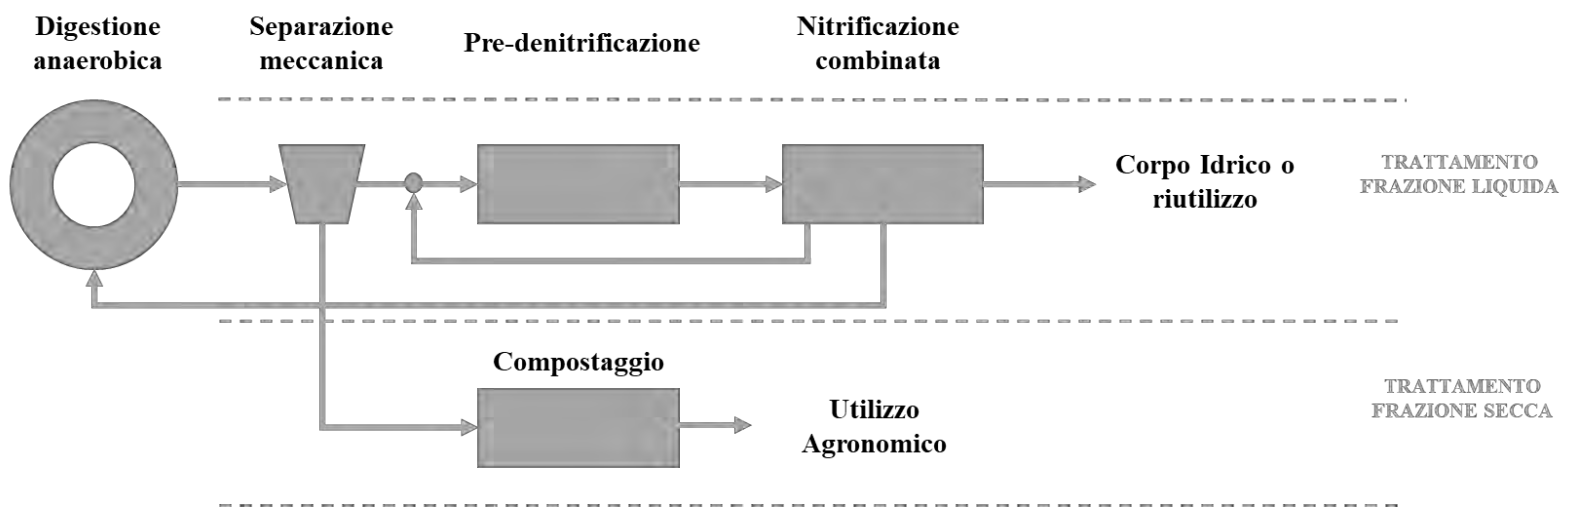 Digestione
anaerobica
Separazione
meccanica
Pre-denitrificazione
Nitrificazione
combinata
Corpo Idrico o
riutilizzo
TRATTAMENTO
FRAZIONE LIQUIDA
Compostaggio
Utilizzo
Agronomico
TRATTAMENTO
FRAZIONE SECCA